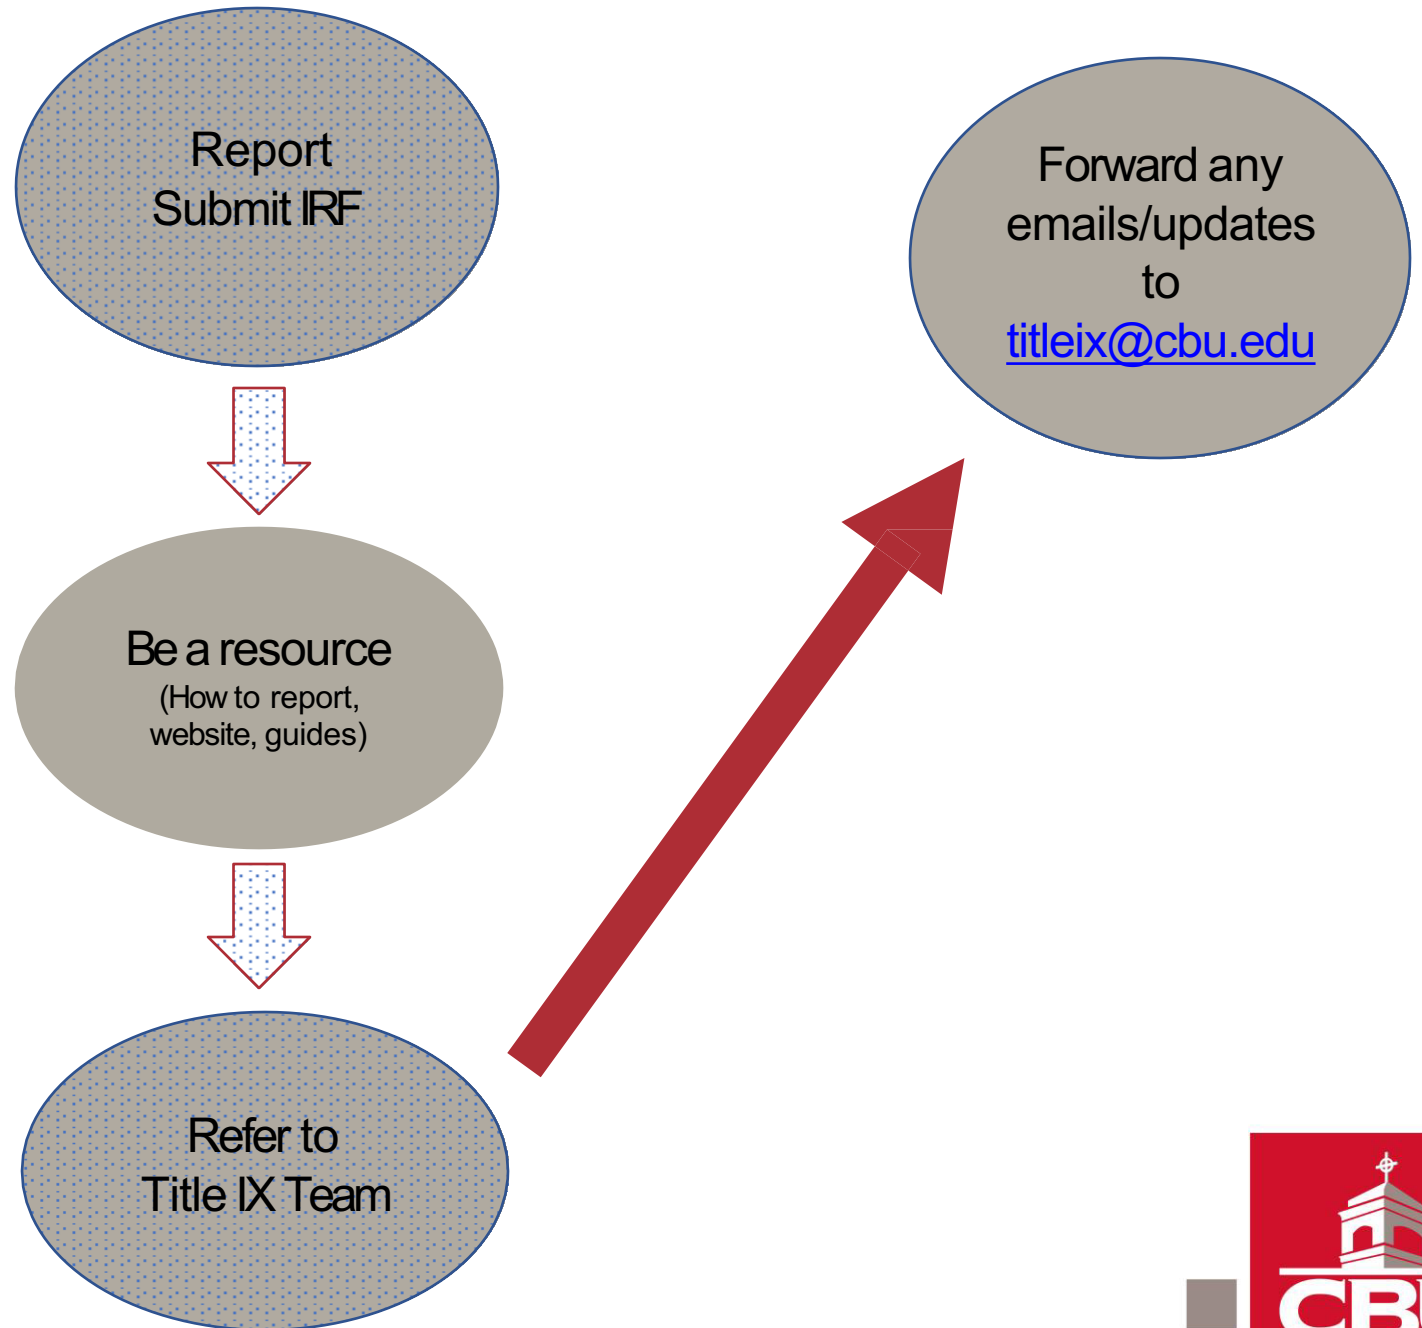 Report
Submit IRF
Be a resource
(How to report,
website, guides)
Refer to
Title IX Team
Forward any
emails/updates
to
titleix@cbu.edu